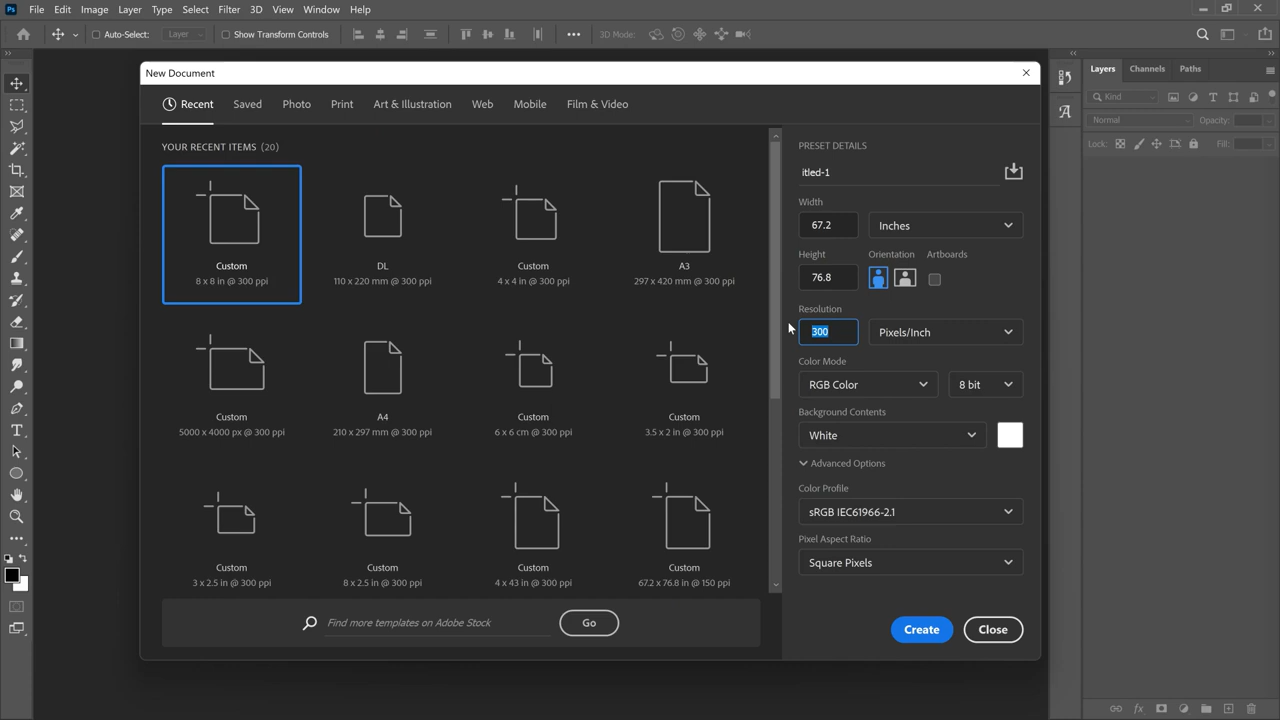 Ps File Edit Image Layer Type Select Filter 3D View Window Help
Auto-Select: Layer Show Transform Controls 3D Mode:
New Document
Recent Saved Photo Print Art & Illustration Web Mobile Film & Video
YOUR RECENT ITEMS (20)
Custom
8 x 8 in @ 300 ppi
DL
110 x 220 mm @ 300 ppi
Custom
4 x 4 in @ 300 ppi
A3
297 x 420 mm @ 300 ppi
Custom
5000 x 4000 px @ 300 ppi
A4
210 x 297 mm @ 300 ppi
Custom
6 x 6 cm @ 300 ppi
Custom
3.5 x 2 in @ 300 ppi
Custom
3 x 2.5 in @ 300 ppi
Custom
8 x 2.5 in @ 300 ppi
Custom
4 x 43 in @ 300 ppi
Custom
67.2 x 76.8 in @ 150 ppi
Find more templates on Adobe Stock Go
PRESET DETAILS
itled-1
Width
67.2 Inches
Height Orientation Artboards
76.8
Resolution
300 Pixels/Inch
Color Mode
RGB Color 8 bit
Background Contents
White
Advanced Options
Color Profile
sRGB IEC61966-2.1
Pixel Aspect Ratio
Square Pixels
Create Close
Layers Channels Paths
Kind
Normal Opacity:
Lock: Fill: